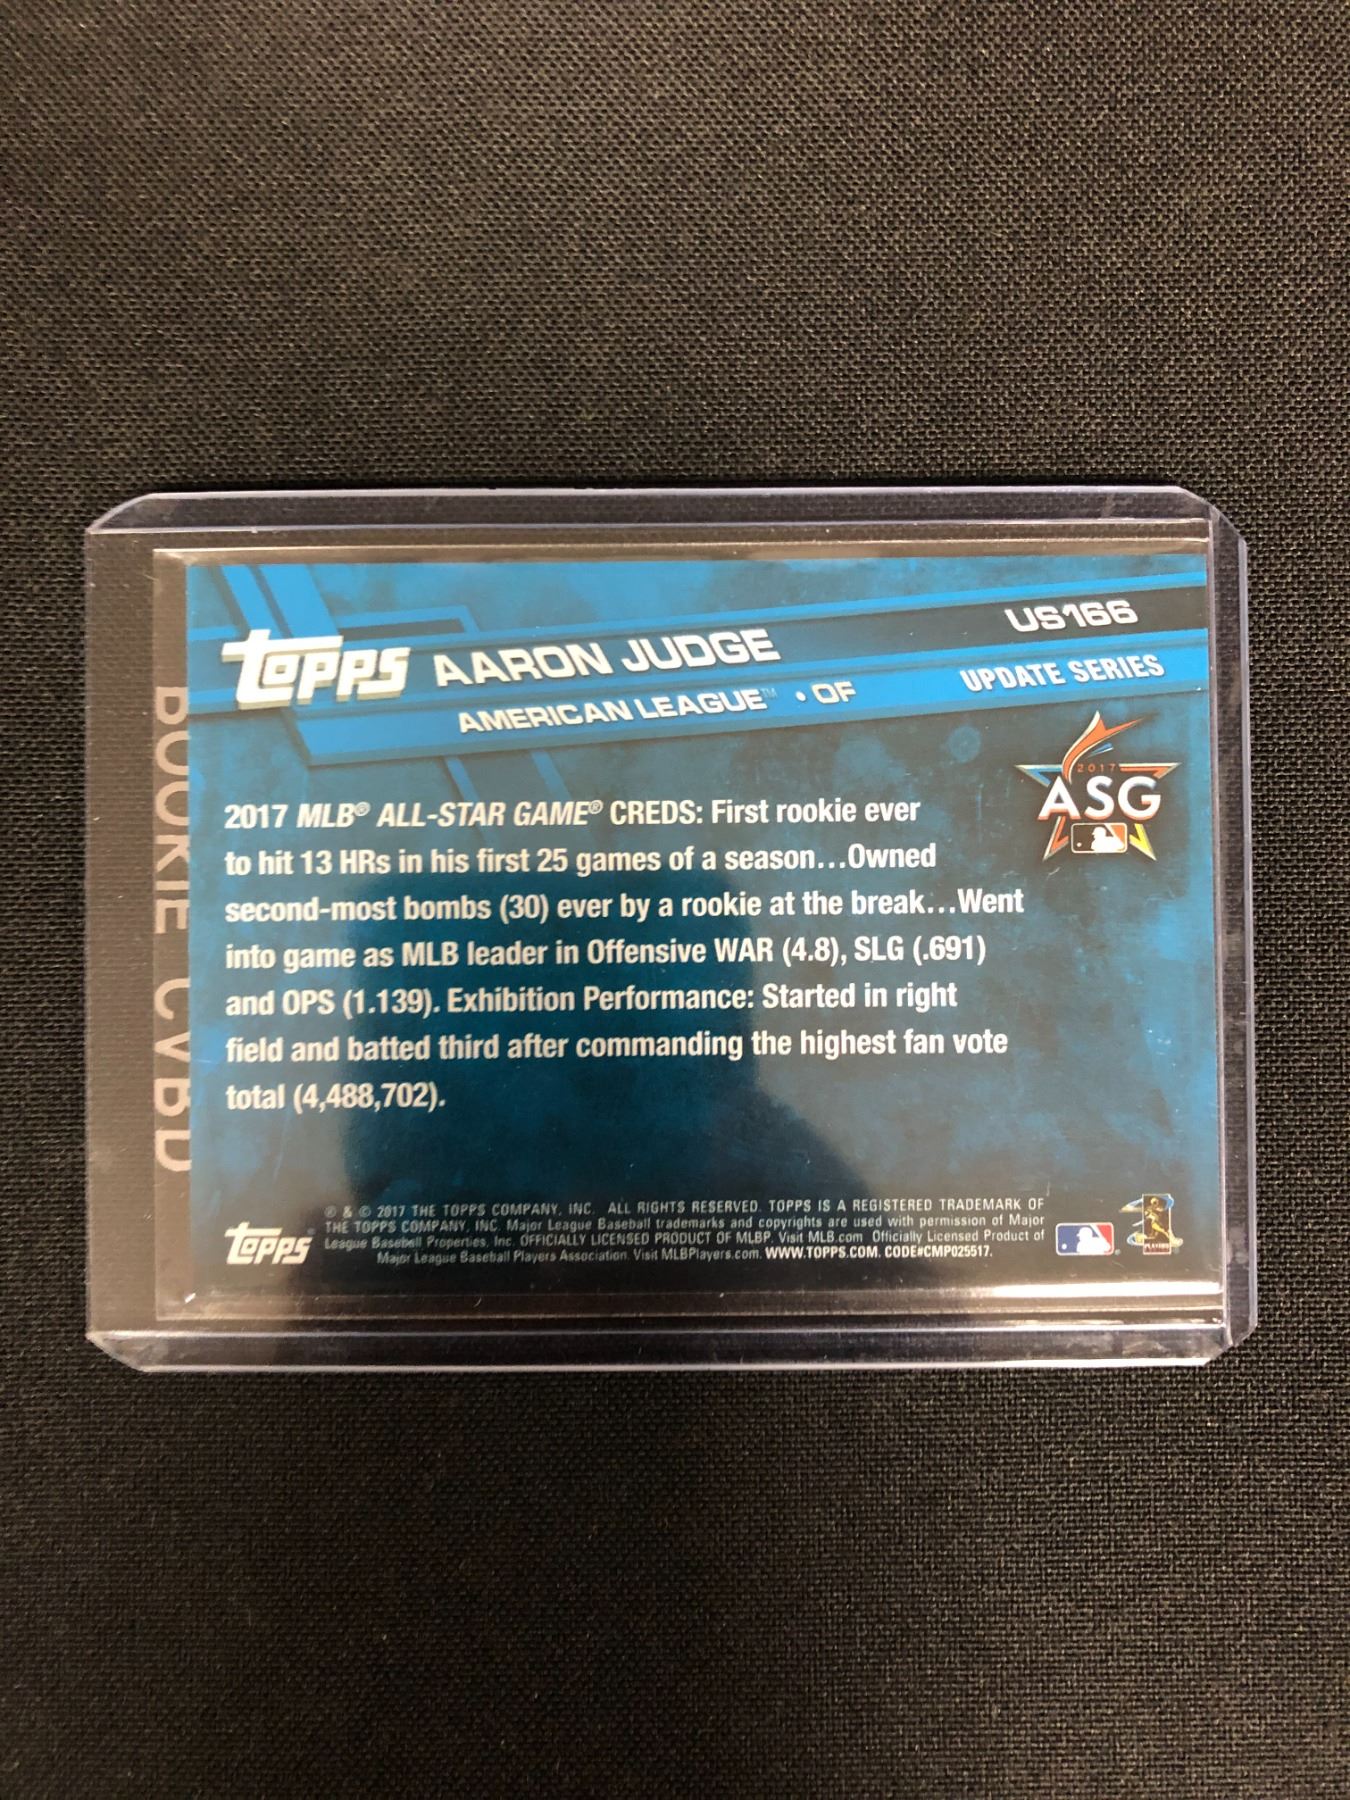 US166
topps AARON JUDGE
UPDATE SERIES
AMERICAN LEAGUE™ • OF
2017
ASG
2017 MLB® ALL-STAR GAME® CREDS: First rookie ever
to hit 13 HRs in his first 25 games of a season...Owned
second-most bombs (30) ever by a rookie at the break...Went
into game as MLB leader in Offensive WAR (4.8), SLG (.691)
and OPS (1.139). Exhibition Performance: Started in right
field and batted third after commanding the highest fan vote
total (4,488,702).
® & © 2017 THE TOPPS COMPANY, INC. ALL RIGHTS RESERVED. TOPPS IS A REGISTERED TRADEMARK OF
THE TOPPS COMPANY, INC. Major League Baseball trademarks and copyrights are used with permission of Major
League Baseball Properties, Inc. OFFICIALLY LICENSED PRODUCT OF MLBP. Visit MLB.com Officially Licensed Product of
Major League Baseball Players Association. Visit MLBPlayers.com. WWW.TOPPS.COM. CODE#CMP025517.
topps
PLAYERS